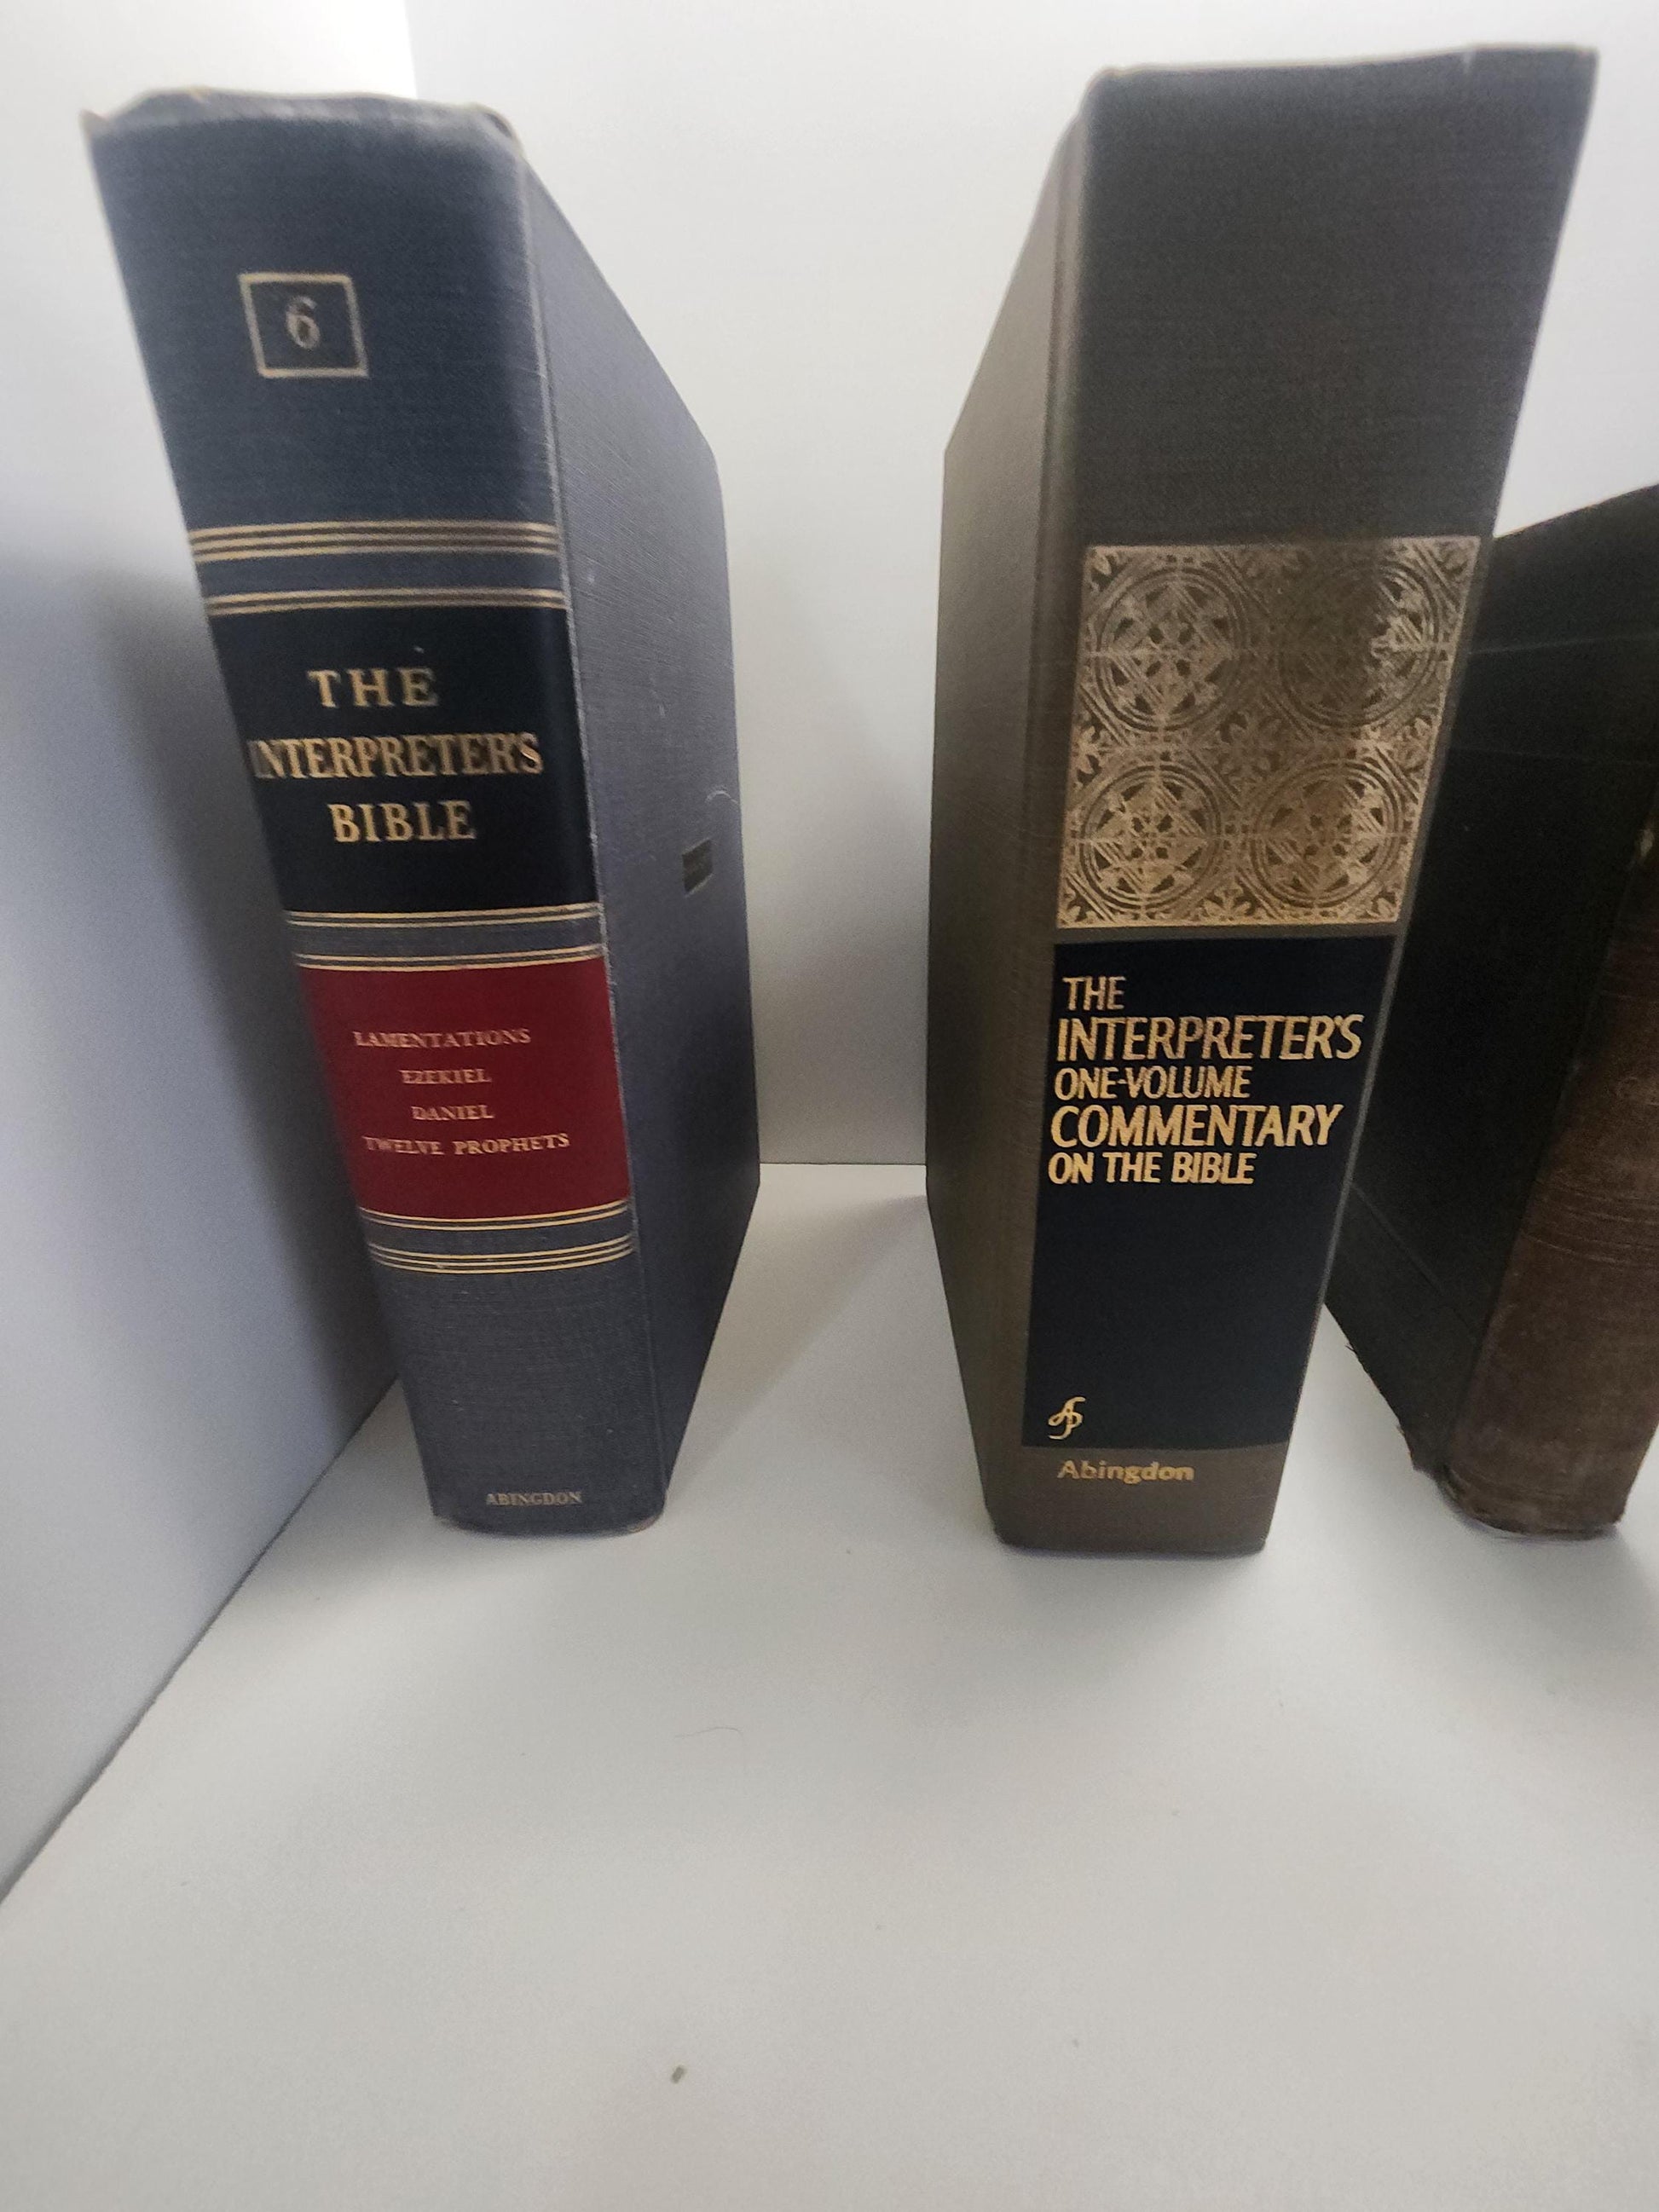 6
THE
INTERPRETER'S
BIBLE
LAMENTATIONS
EZEKIEL
DANIEL
TWELVE PROPHETS
ABINGDON
THE
INTERPRETER'S
ONE-VOLUME
COMMENTARY
ON THE BIBLE
Abingdon